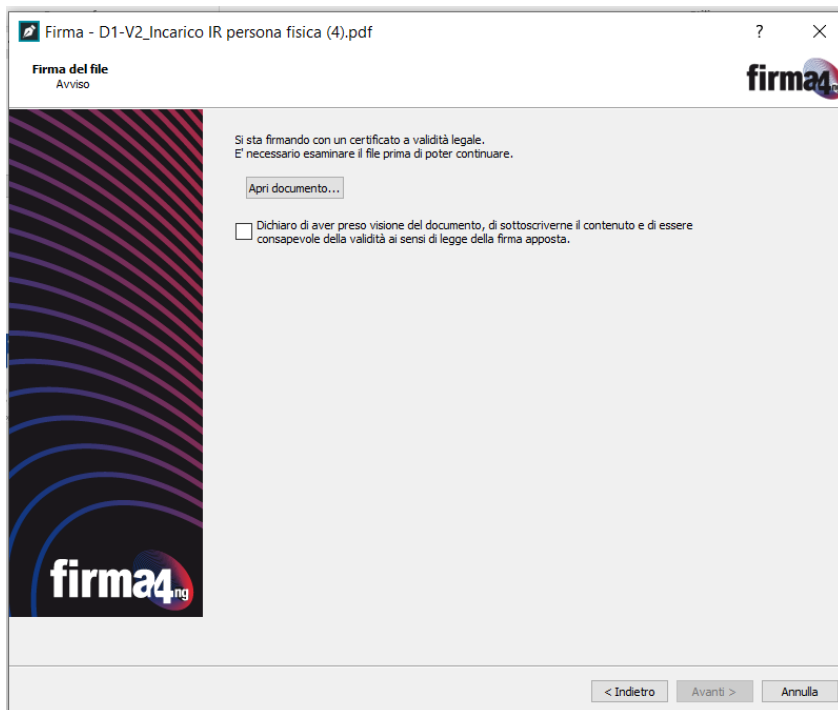 Firma - D1-V2_Incarico IR persona fisica (4).pdf
?
Firma del file
Avviso
firma4
Si sta firmando con un certificato a validità legale.
E' necessario esaminare il file prima di poter continuare.
Apri documento...
Dichiaro di aver preso visione del documento, di sottoscriverne il contenuto e di essere
consapevole della validità ai sensi di legge della firma apposta.
firma4ng
< Indietro
Avanti >
Annulla